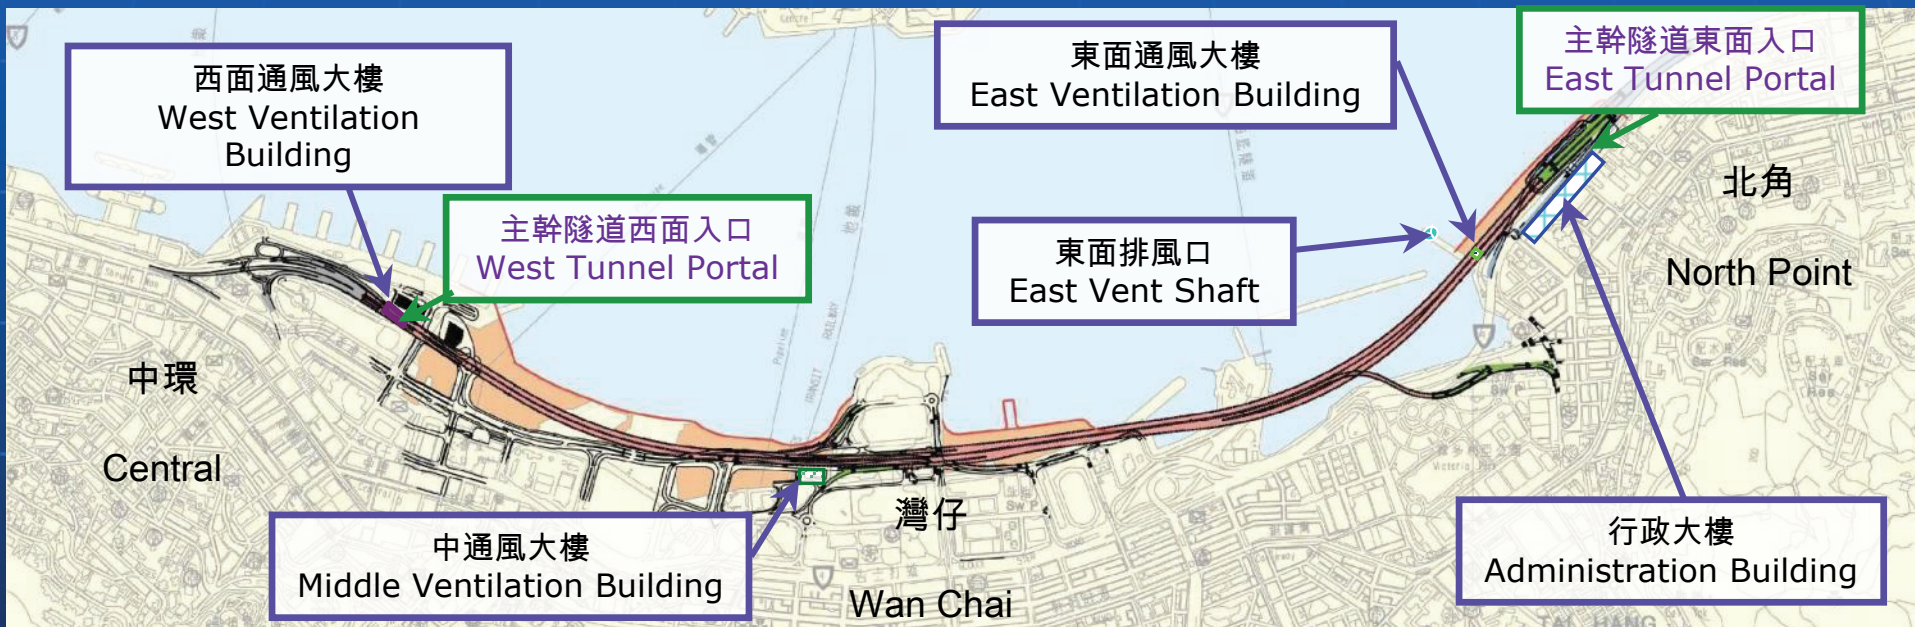 西面通風大樓
West Ventilation
Building
主幹隧道西面入口
West Tunnel Portal
東面通風大樓
East Ventilation Building
主幹隧道東面入口
East Tunnel Portal
東面排風口
East Vent Shaft
北角
North Point
中環
Central
中通風大樓
Middle Ventilation Building
灣仔
Wan Chai
行政大樓
Administration Building
TAI HANG